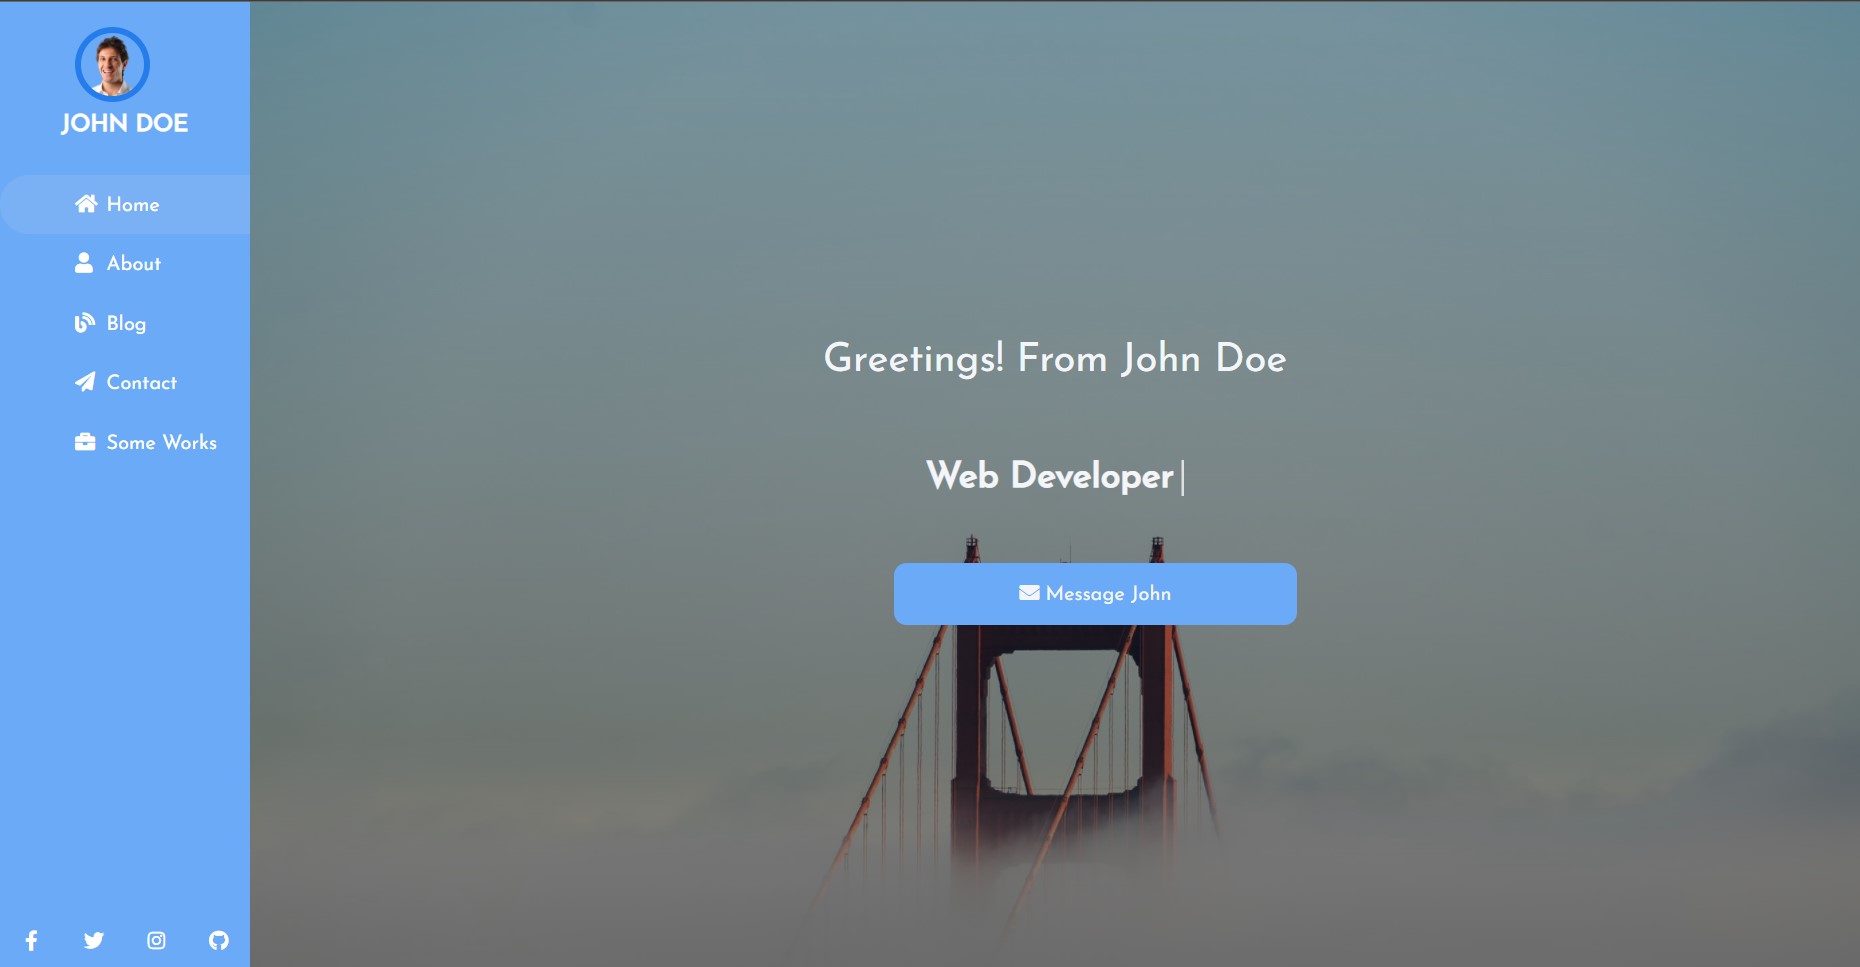 JOHN DOE
Home
About
Blog
Contact
Some Works
Greetings! From John Doe
Web Developer
Message John